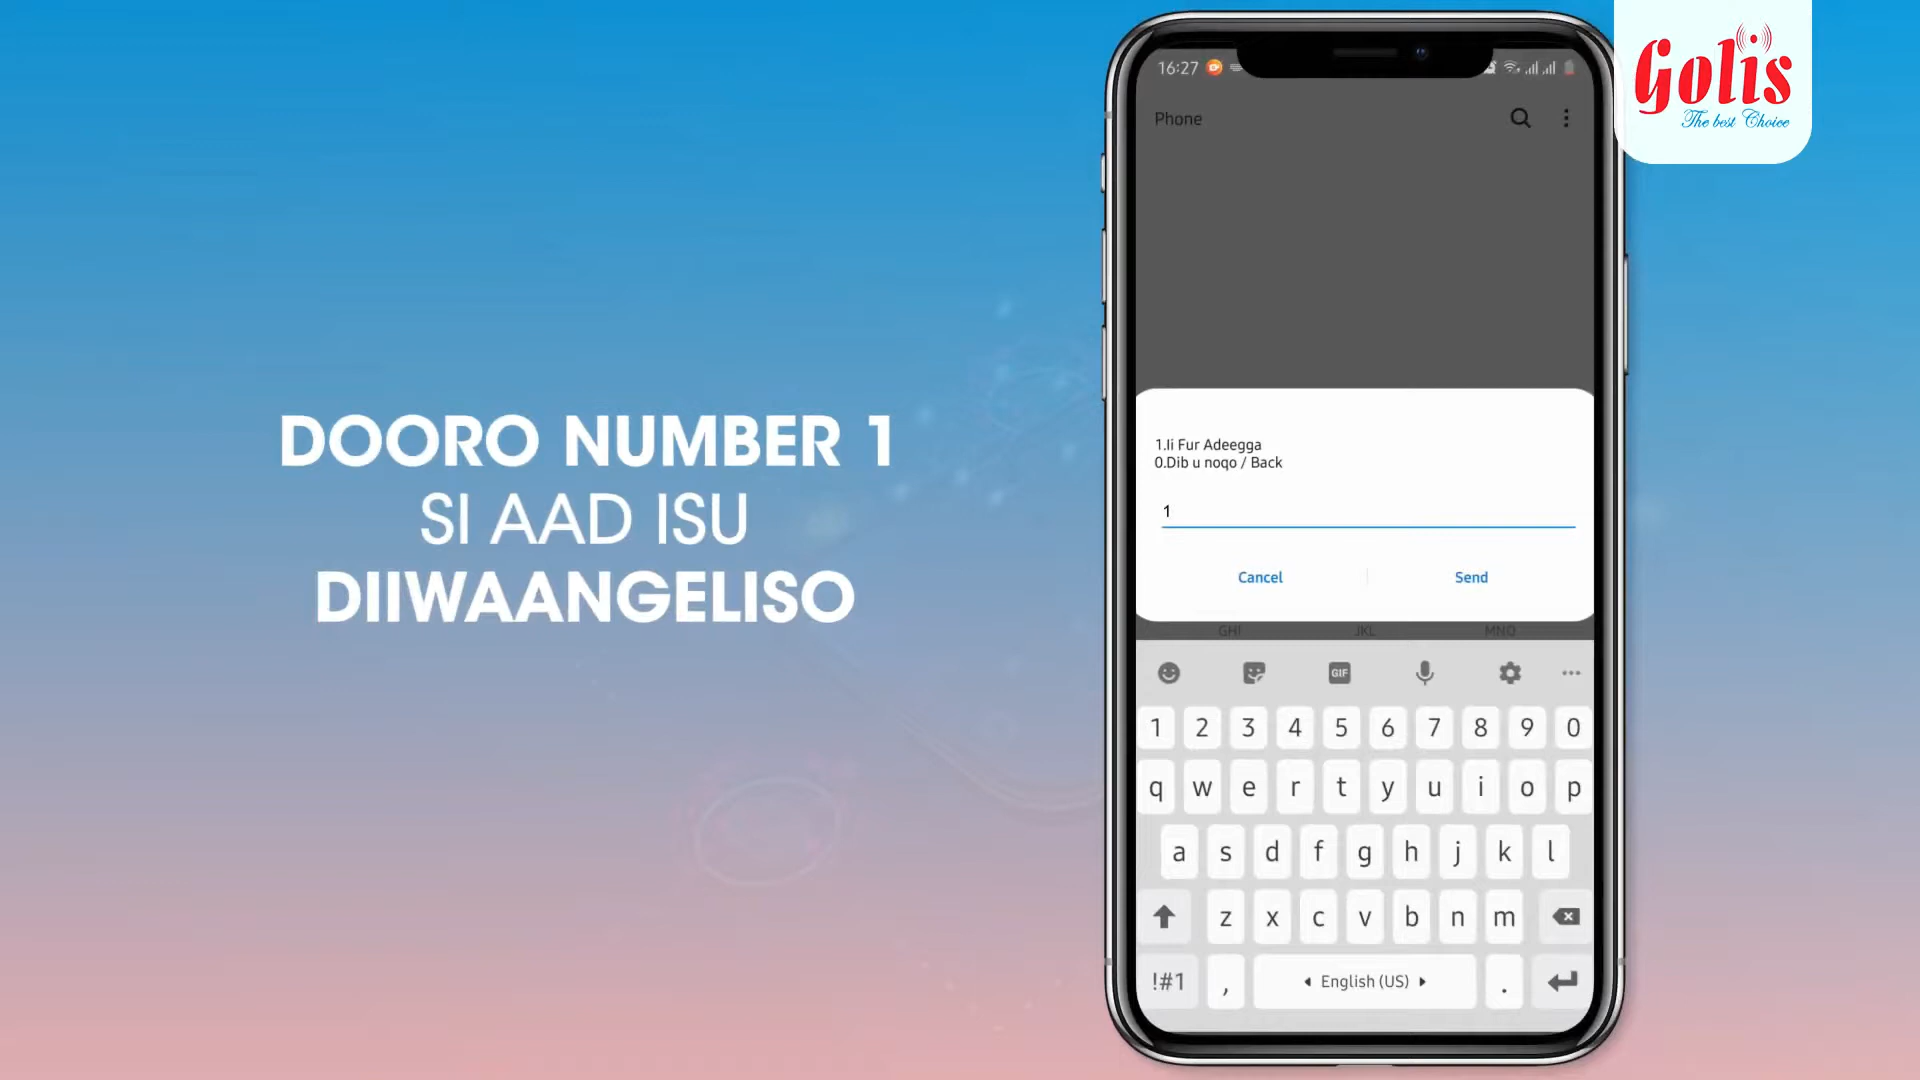 DOORO NUMBER 1
SI AAD ISU
DIIWAANGELISO
Golis
The best Choice
16:27
Phone
1.Ii Fur Adeegga
0.Dib u noqo / Back
1
Cancel
Send
GHI
JKL
MNO
GIF
1 2 3 4 5 6 7 8 9 0
q w e r t y u i o p
a s d f g h j k l
z x c v b n m
!#1 , English (US) .